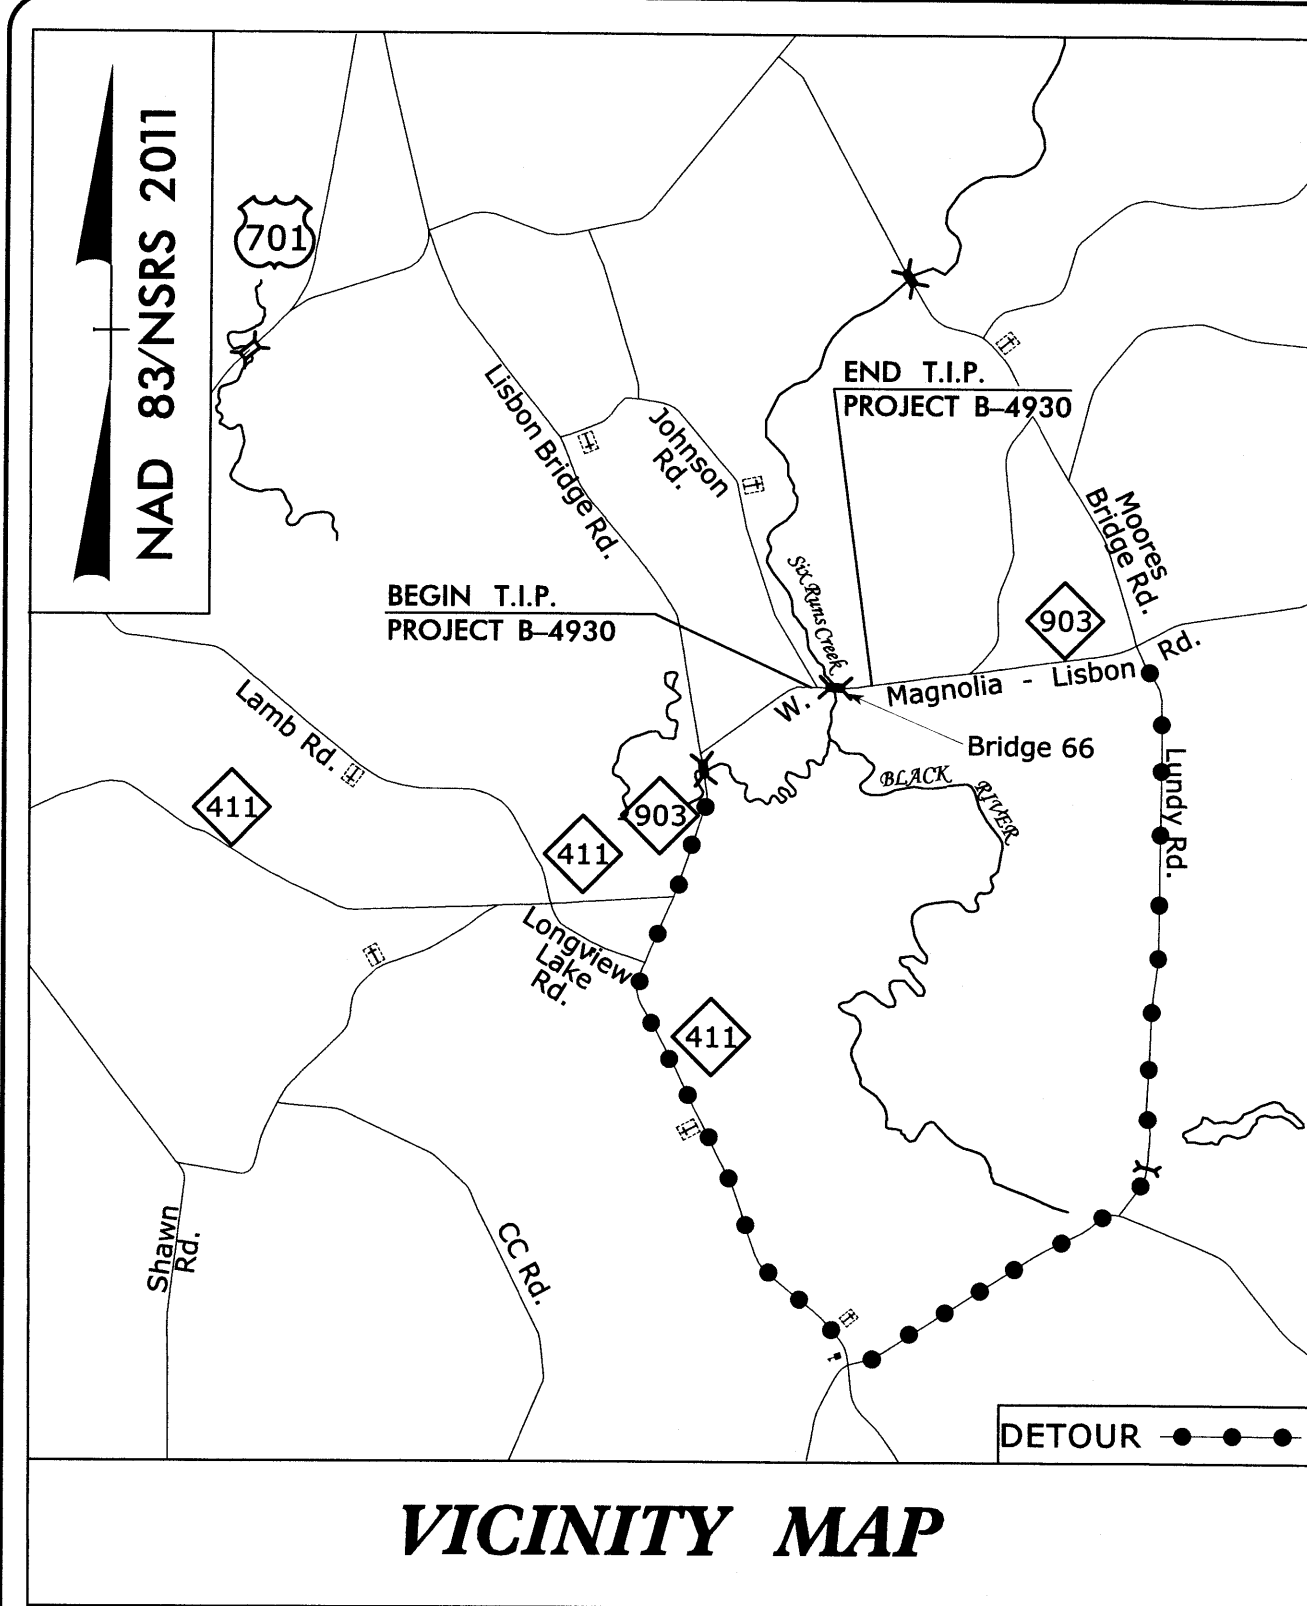 NAD 83/NSRS 2011
701
END T.I.P.
PROJECT B-4930
Lisbon Bridge Rd.
Johnson
Rd.
Moores
Bridge Rd.
Six Runs Creek
BEGIN T.I.P.
PROJECT B-4930
903
W. Magnolia - Lisbon Rd.
Lamb Rd.
Bridge 66
BLACK RIVER
Lundy Rd.
411
903
411
Longview
Lake
Rd.
411
Shawn
Rd.
CC Rd.
DETOUR
VICINITY MAP